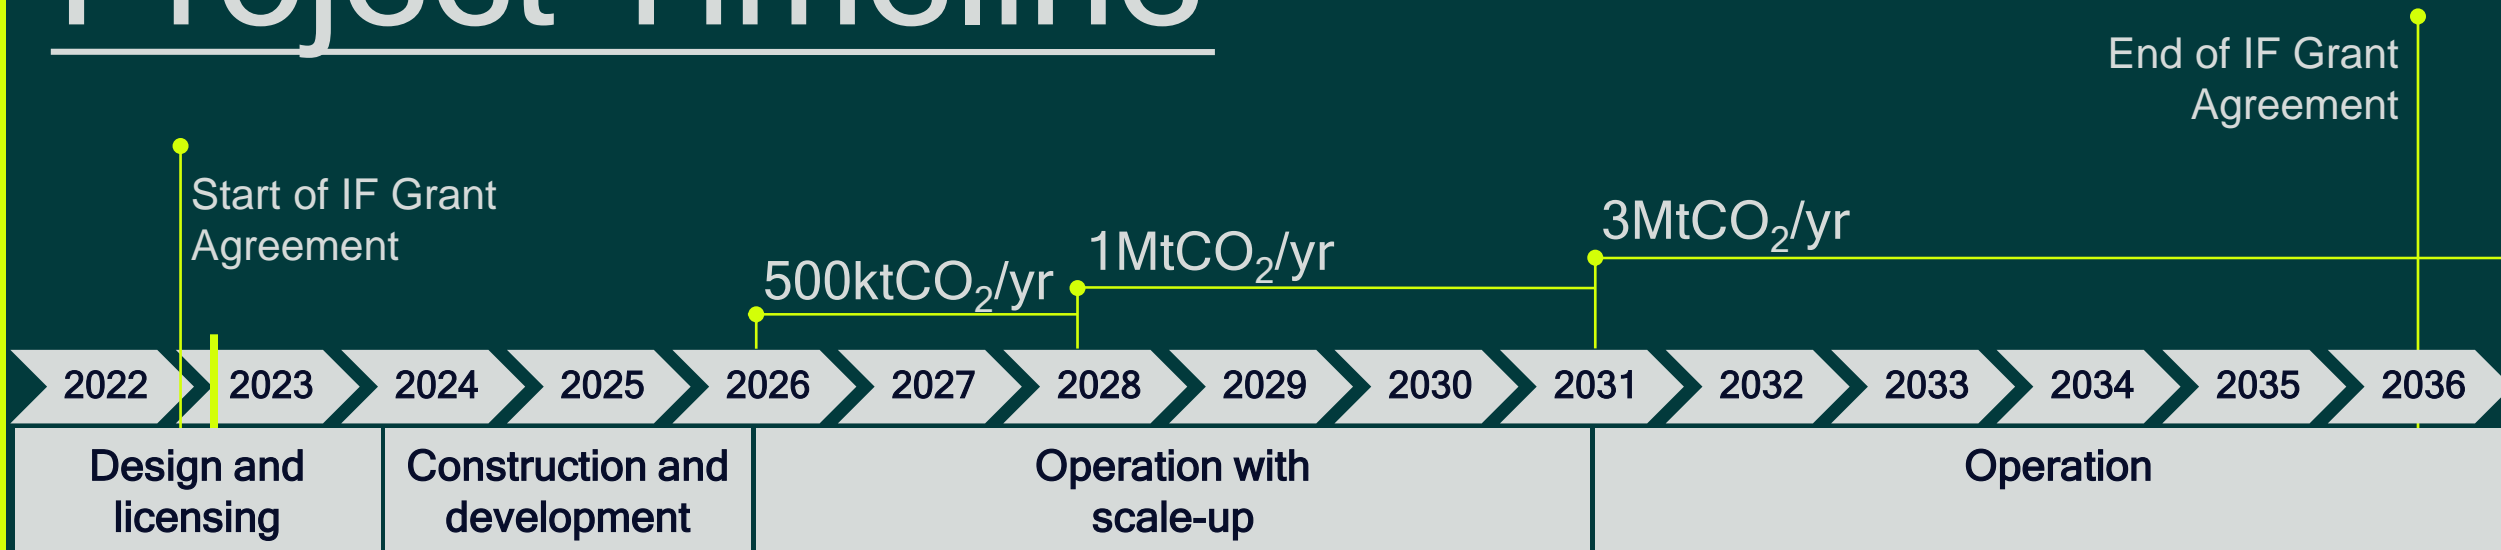 Project Timeline
End of IF Grant
Agreement
Start of IF Grant
Agreement
3MtCO₂/yr
1MtCO₂/yr
500ktCO₂/yr
2022 2023 2024 2025 2026 2027 2028 2029 2030 2031 2032 2033 2034 2035 2036
Design and
licensing
Construction and
development
Operation with
scale-up
Operation